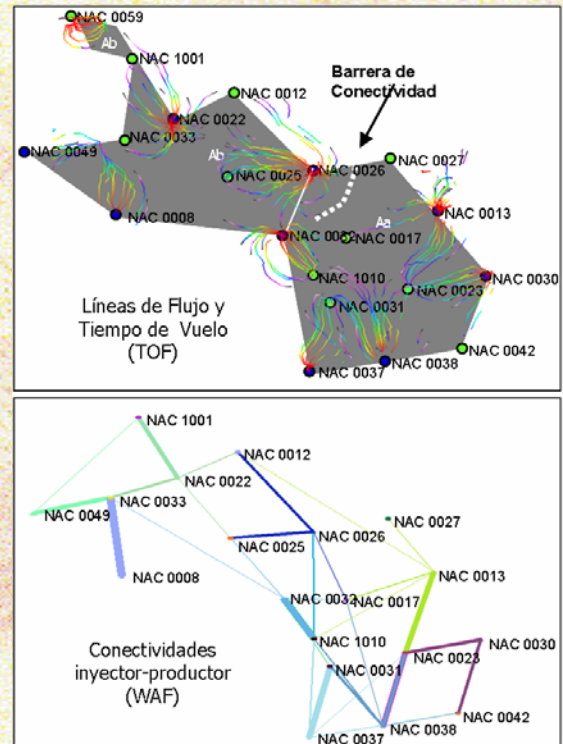 NAC 0059
Ab
NAC 1001
Barrera de
Conectividad
NAC 0012
NAC 0022
NAC 0033
NAC 0049
Ab
NAC 0025
NAC 0026
NAC 0027
NAC 0008
Aa
NAC 0013
NAC 0032
NAC 0017
NAC 1010
NAC 0023
NAC 0030
NAC 0031
Líneas de Flujo y
Tiempo de Vuelo
(TOF)
NAC 0042
NAC 0037
NAC 0038
NAC 1001
NAC 0012
NAC 0022
NAC 0033
NAC 0049
NAC 0027
NAC 0026
NAC 0025
NAC 0008
NAC 0013
NAC 0032
NAC 0017
NAC 1010
NAC 0030
NAC 0023
NAC 0031
Conectividades
inyector-productor
(WAF)
NAC 0042
NAC 0038
NAC 0037